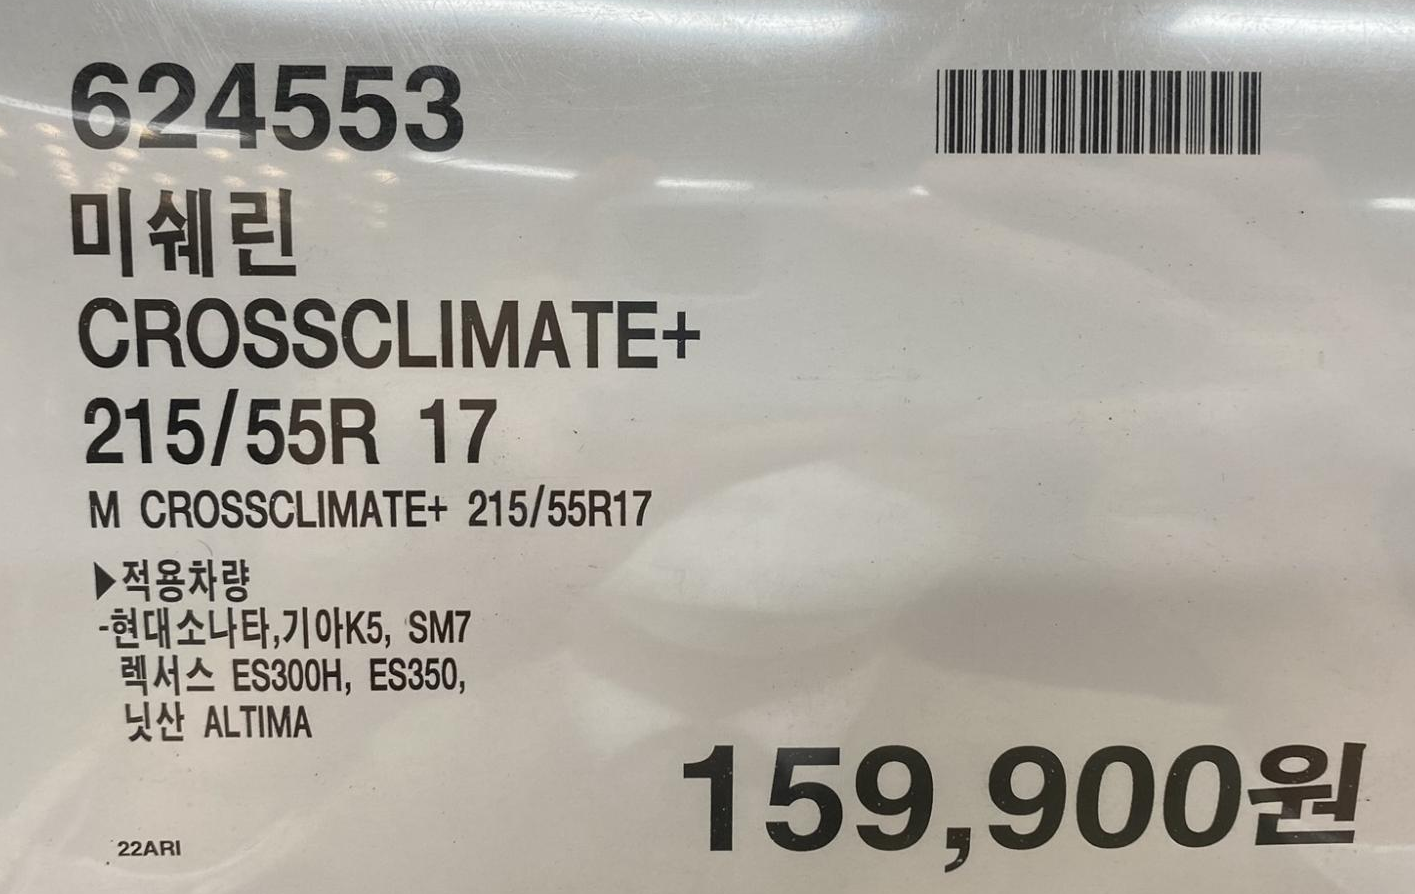 624553
미쉐린
CROSSCLIMATE+
215/55R 17
M CROSSCLIMATE+ 215/55R17
▶적용차량
-현대소나타,기아K5, SM7
렉서스 ES300H, ES350,
닛산 ALTIMA
159,900원
22ARI